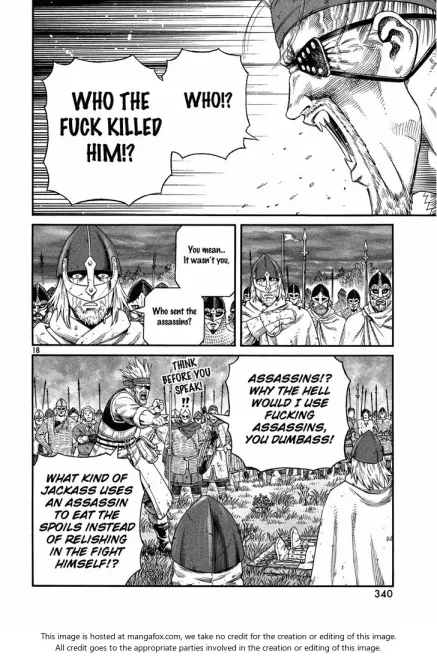 WHO!?
WHO THE
FUCK KILLED
HIM!?
You mean...
It wasn't you,
Who sent the
assassins?
18
THINK
BEFORE YOU
SPEAK!
!!
ASSASSINS!?
WHY THE HELL
WOULD I USE
FUCKING
ASSASSINS,
YOU DUMBASS!
WHAT KIND OF
JACKASS USES
AN ASSASSIN
TO EAT THE
SPOILS INSTEAD
OF RELISHING
IN THE FIGHT
HIMSELF!?
340
This image is hosted at mangafox.com, we take no credit for the creation or editing of this image.
All credit goes to the appropriate parties involved in the creation or editing of this image.